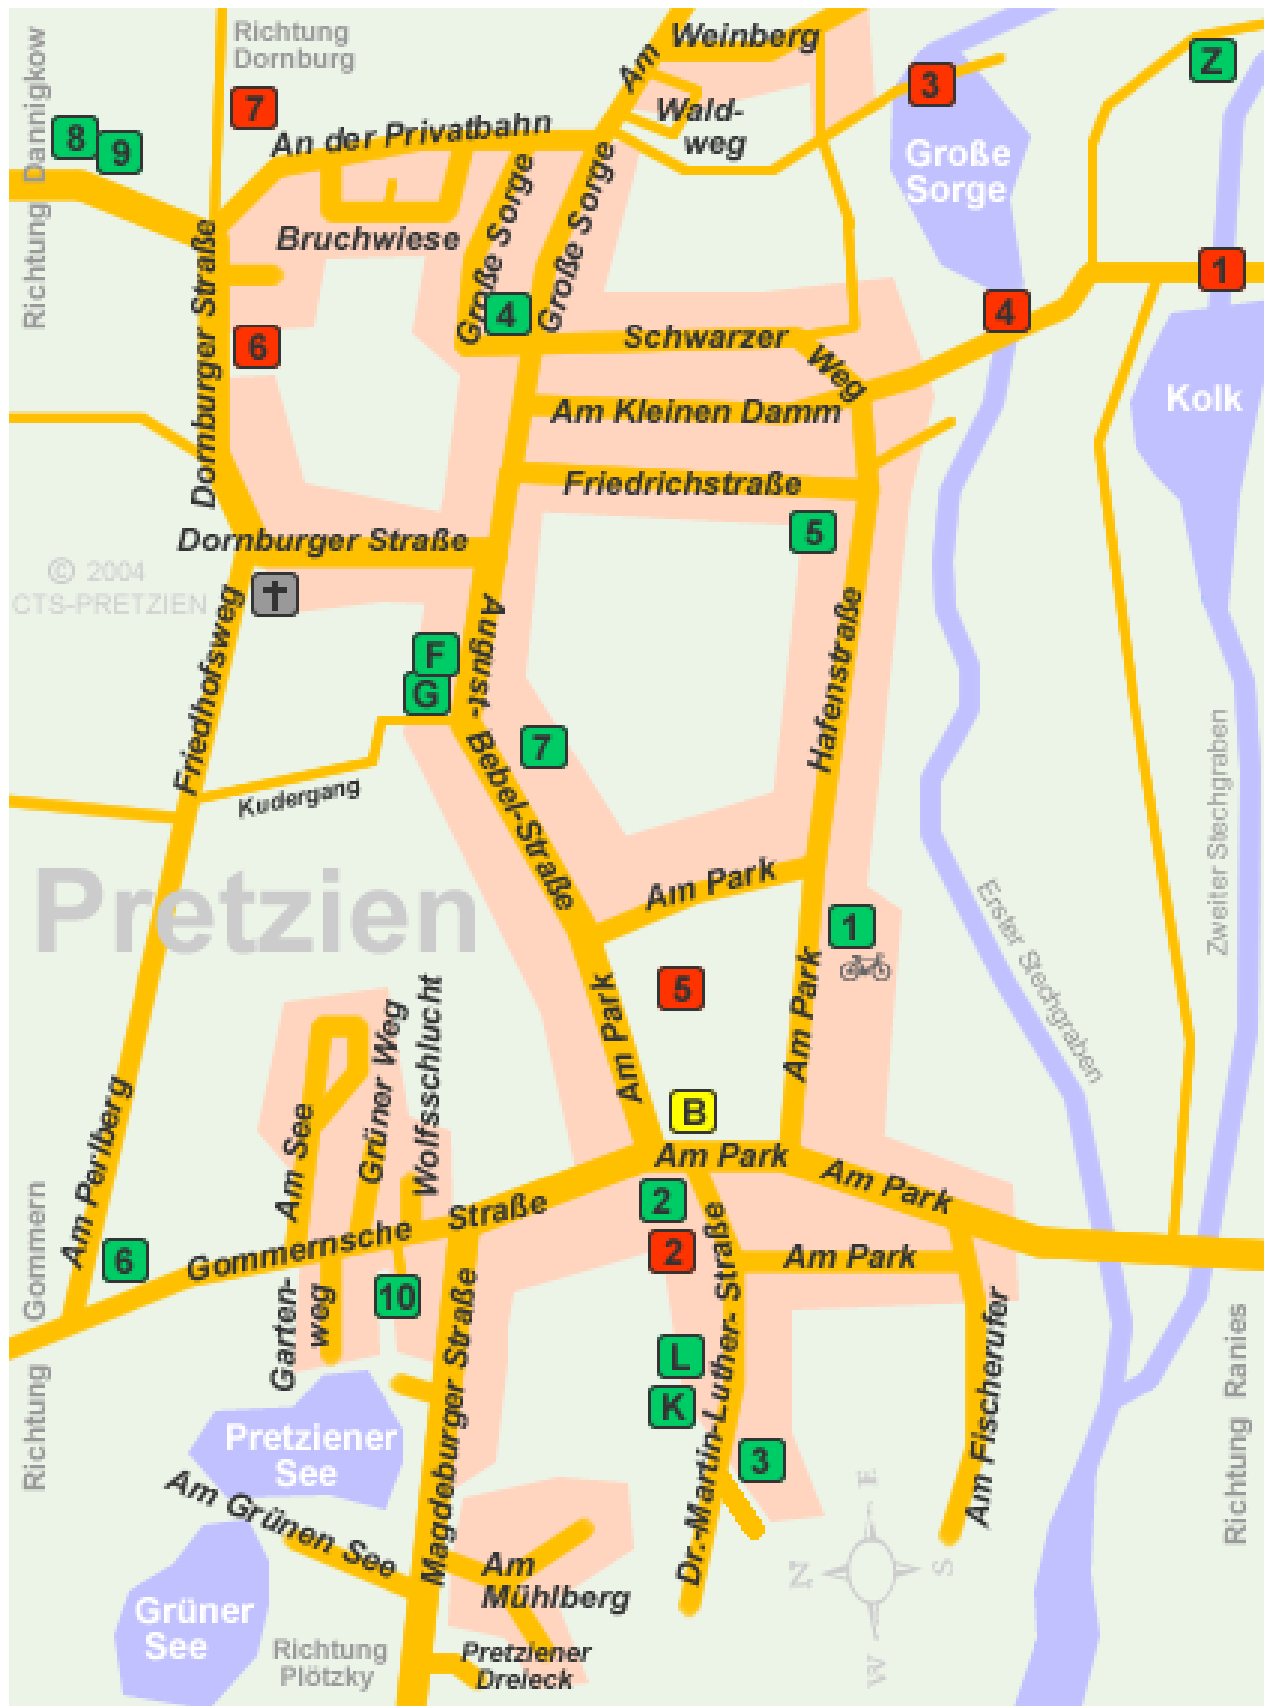 Richtung
Dornburg
Richtung Dannigkow
8
9
7
An der Privatbahn
Am
Weinberg
Wald-
weg
3
Z
Große
Sorge
Bruchwiese
Große Sorge
Große Sorge
4
Dornburger Straße
6
Schwarzer
Weg
4
1
Kolk
Am Kleinen Damm
Friedrichstraße
5
Dornburger Straße
© 2004
CTS-PRETZIEN
F
G
August-
Bebel-Straße
7
Hafenstraße
Friedhofsweg
Kudergang
Pretzien
Am Park
1
5
Am Park
Am Park
Erster Stechgraben
Zweiter Stechgraben
B
Am Park
Am Park
Am Perlberg
Am See
Grüner Weg
Wolfsschlucht
Gommernsche
Straße
2
2
Am Park
6
Garten-
weg
10
Richtung Gommern
Richtung Ranies
Magdeburger Straße
L
K
3
Dr.-Martin-Luther- Straße
Am Fischerufer
Pretziener
See
Am Grünen See
Grüner
See
Am
Mühlberg
Richtung
Plötzky
Pretziener
Dreieck
E
N
S
W